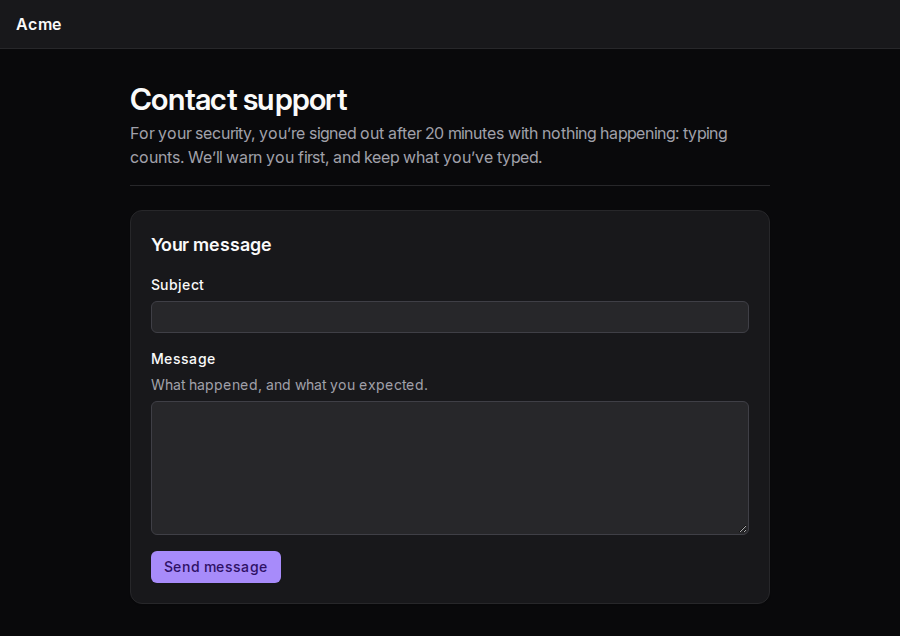 Acme
Contact support
For your security, you’re signed out after 20 minutes with nothing happening: typing
counts. We’ll warn you first, and keep what you’ve typed.
Your message
Subject
Message
What happened, and what you expected.
Send message